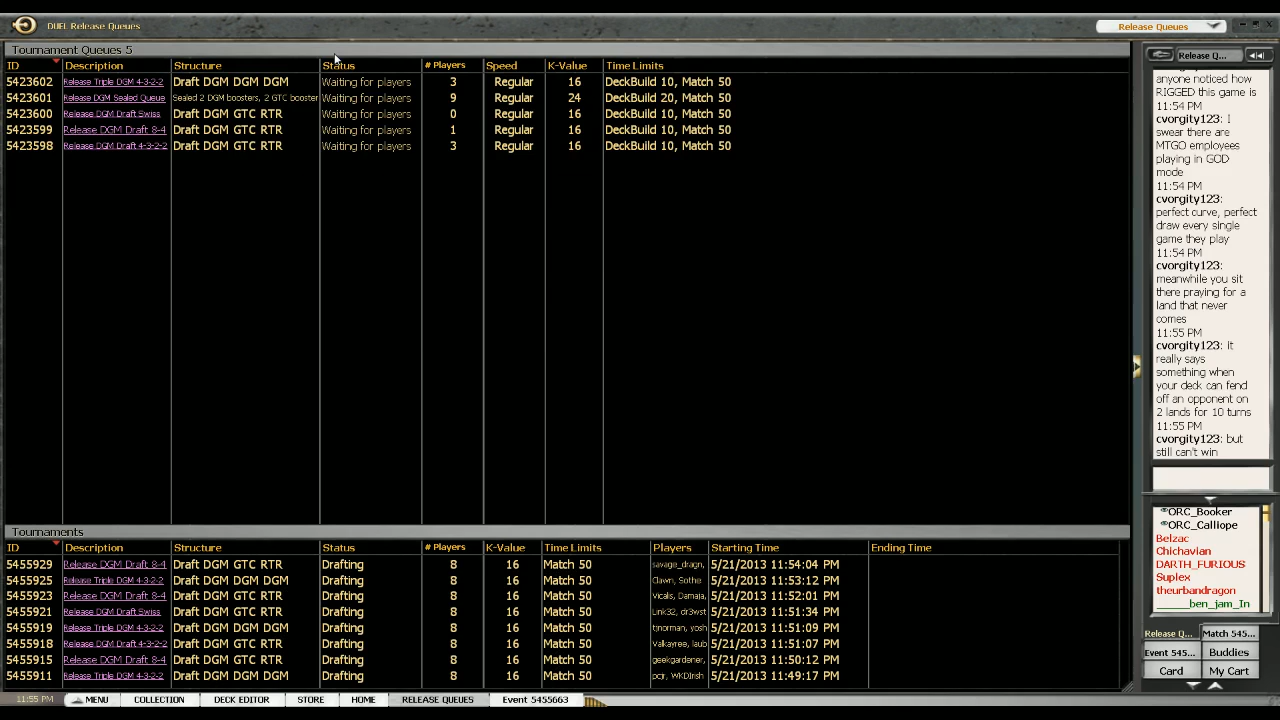 DUEL Release Queues
Release Queues
Tournament Queues 5
ID Description Structure Status # Players Speed K-Value Time Limits
5423602 Release Triple DGM 4-3-2-2 Draft DGM DGM DGM Waiting for players 3 Regular 16 DeckBuild 10, Match 50
5423601 Release DGM Sealed Queue Sealed 2 DGM boosters, 2 GTC booster Waiting for players 9 Regular 24 DeckBuild 20, Match 50
5423600 Release DGM Draft Swiss Draft DGM GTC RTR Waiting for players 0 Regular 16 DeckBuild 10, Match 50
5423599 Release DGM Draft 8-4 Draft DGM GTC RTR Waiting for players 1 Regular 16 DeckBuild 10, Match 50
5423598 Release DGM Draft 4-3-2-2 Draft DGM GTC RTR Waiting for players 3 Regular 16 DeckBuild 10, Match 50
Tournaments
ID Description Structure Status # Players K-Value Time Limits Players Starting Time Ending Time
5455929 Release DGM Draft 8-4 Draft DGM GTC RTR Drafting 8 16 Match 50 savage_dragn, 5/21/2013 11:54:04 PM
5455925 Release Triple DGM 4-3-2-2 Draft DGM DGM DGM Drafting 8 16 Match 50 Clawn, Sothe 5/21/2013 11:53:12 PM
5455923 Release DGM Draft 8-4 Draft DGM GTC RTR Drafting 8 16 Match 50 Vicals, Damaja, 5/21/2013 11:52:01 PM
5455921 Release DGM Draft Swiss Draft DGM GTC RTR Drafting 8 16 Match 50 Link32, dr3wst 5/21/2013 11:51:34 PM
5455919 Release Triple DGM 4-3-2-2 Draft DGM DGM DGM Drafting 8 16 Match 50 tjnorman, yosh 5/21/2013 11:51:09 PM
5455918 Release DGM Draft 4-3-2-2 Draft DGM GTC RTR Drafting 8 16 Match 50 Valkayree, laub 5/21/2013 11:51:07 PM
5455915 Release DGM Draft 8-4 Draft DGM GTC RTR Drafting 8 16 Match 50 geekgardener, 5/21/2013 11:50:12 PM
5455911 Release Triple DGM 4-3-2-2 Draft DGM DGM DGM Drafting 8 16 Match 50 pcjr, WKDIrish 5/21/2013 11:49:17 PM
Release Q...
anyone noticed how
RIGGED this game is
11:54 PM
cvorgity123: I
swear there are
MTGO employees
playing in GOD
mode
11:54 PM
cvorgity123:
perfect curve, perfect
draw every single
game they play
11:54 PM
cvorgity123:
meanwhile you sit
there praying for a
land that never
comes
11:55 PM
cvorgity123: it
really says
something when
your deck can fend
off an opponent on
2 lands for 10 turns
11:55 PM
cvorgity123: but
still can't win
ORC_Booker
ORC_Calliope
Belzac
Chichavian
DARTH_FURIOUS
Suplex
theurbandragon
______ben_jam_In
Release Q... Match 545...
Event 545... Buddies
Card My Cart
11:55 PM MENU COLLECTION DECK EDITOR STORE HOME RELEASE QUEUES Event 5455663